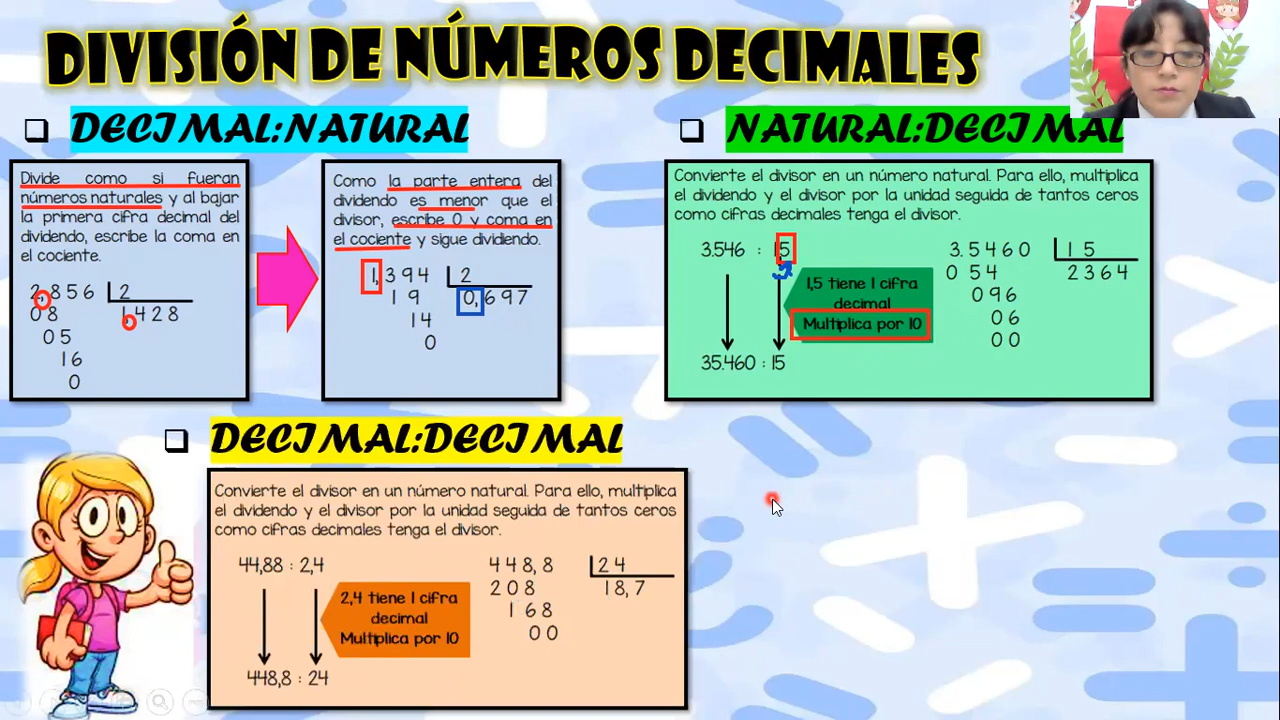 DIVISIÓN DE NÚMEROS DECIMALES
❑ DECIMAL:NATURAL
Divide como si fueran
números naturales y al bajar
la primera cifra decimal del
dividendo, escribe la coma en
el cociente.
2,856 2
08 1,428
05
16
0
Como la parte entera del
dividendo es menor que el
divisor, escribe 0 y coma en
el cociente y sigue dividiendo.
1,394 2
19 0,697
14
0
❑ NATURAL:DECIMAL
Convierte el divisor en un número natural. Para ello, multiplica
el dividendo y el divisor por la unidad seguida de tantos ceros
como cifras decimales tenga el divisor.
3.546 : 1,5
1,5 tiene 1 cifra
decimal
Multiplica por 10
35.460 : 15
3.5460 15
054 2364
096
06
00
❑ DECIMAL:DECIMAL
Convierte el divisor en un número natural. Para ello, multiplica
el dividendo y el divisor por la unidad seguida de tantos ceros
como cifras decimales tenga el divisor.
44,88 : 2,4
2,4 tiene 1 cifra
decimal
Multiplica por 10
448,8 : 24
448,8 24
208 18,7
168
00